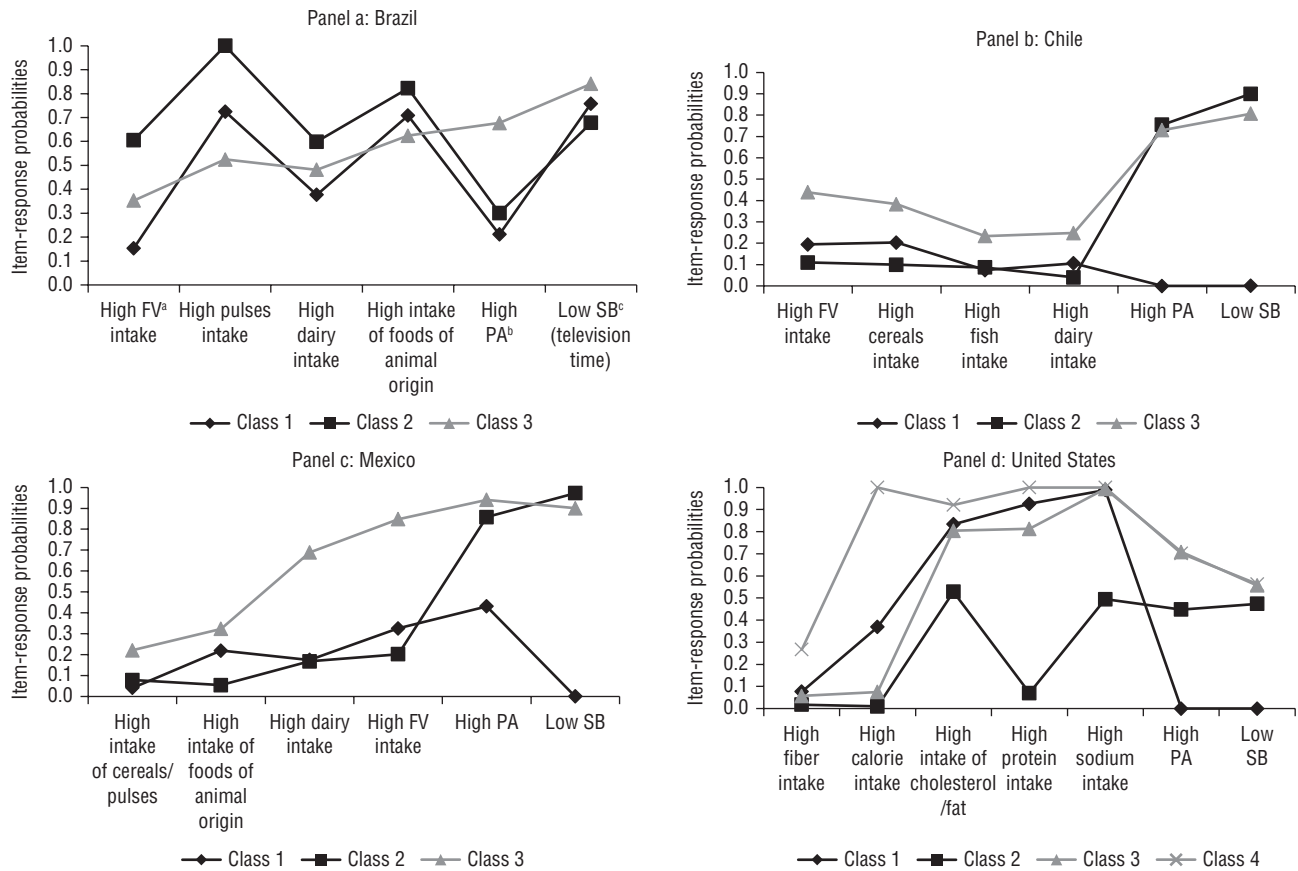 Panel a: Brazil
Item-response probabilities
1.0
0.9
0.8
0.7
0.6
0.5
0.4
0.3
0.2
0.1
0.0
High FVᵃ intake
High pulses intake
High dairy intake
High intake of foods of animal origin
High PAᵇ
Low SBᶜ (television time)
Class 1 Class 2 Class 3
Panel b: Chile
Item-response probabilities
1.0
0.9
0.8
0.7
0.6
0.5
0.4
0.3
0.2
0.1
0.0
High FV intake
High cereals intake
High fish intake
High dairy intake
High PA
Low SB
Class 1 Class 2 Class 3
Panel c: Mexico
Item-response probabilities
1.0
0.9
0.8
0.7
0.6
0.5
0.4
0.3
0.2
0.1
0.0
High intake of cereals/ pulses
High intake of foods of animal origin
High dairy intake
High FV intake
High PA
Low SB
Class 1 Class 2 Class 3
Panel d: United States
Item-response probabilities
1.0
0.9
0.8
0.7
0.6
0.5
0.4
0.3
0.2
0.1
0.0
High fiber intake
High calorie intake
High intake of cholesterol /fat
High protein intake
High sodium intake
High PA
Low SB
Class 1 Class 2 Class 3 Class 4